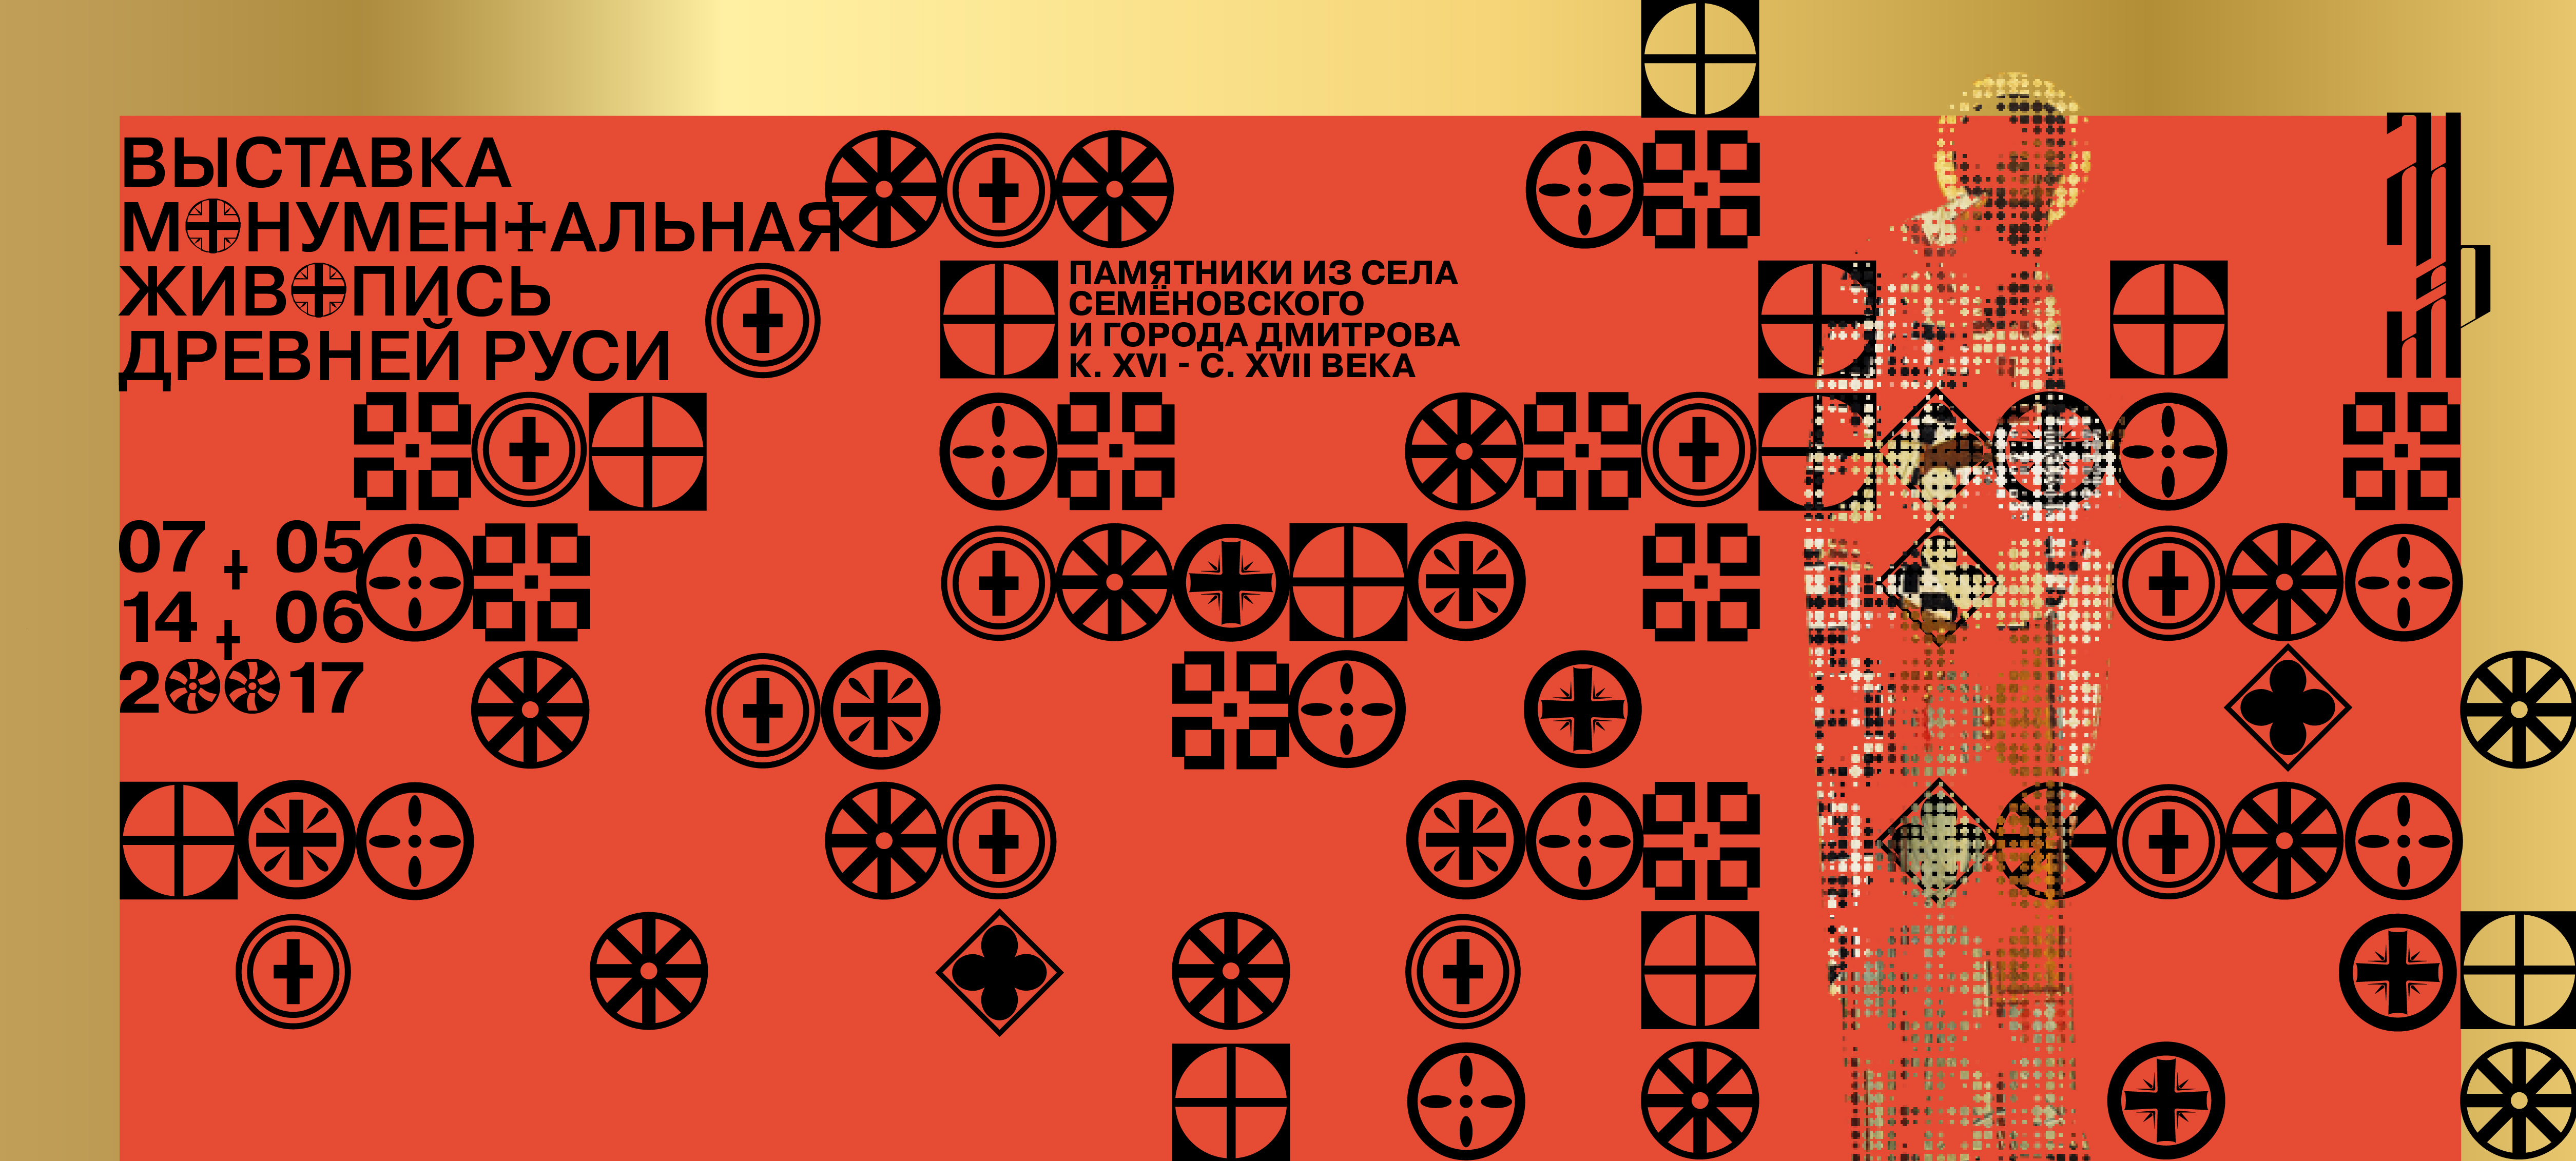 ВЫСТАВКА
МОНУМЕНТАЛЬНАЯ
ЖИВОПИСЬ
ДРЕВНЕЙ РУСИ
ПАМЯТНИКИ ИЗ СЕЛА
СЕМЁНОВСКОГО
И ГОРОДА ДМИТРОВА
К. XVI - С. XVII ВЕКА
07 + 05
14 + 06
2017